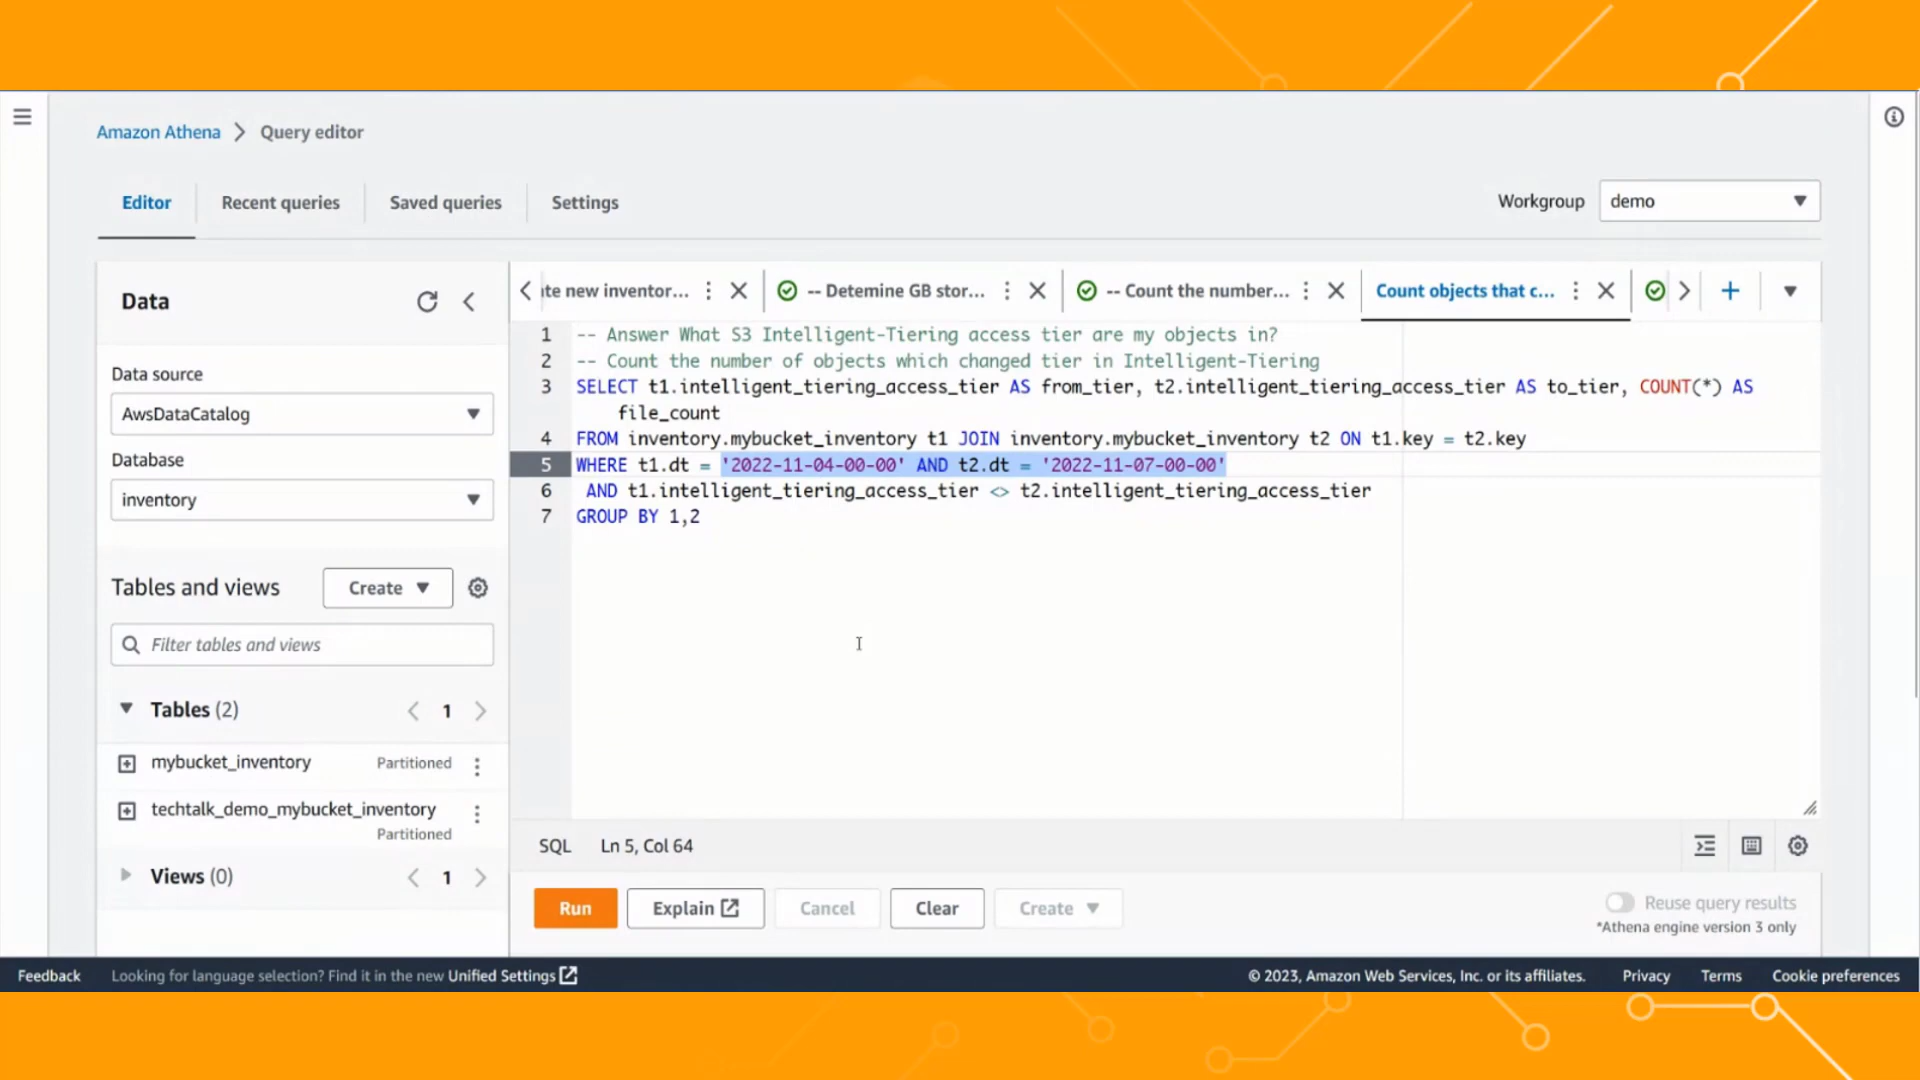 Amazon Athena > Query editor
Editor
Recent queries
Saved queries
Settings
Workgroup
demo
Data
Data source
AwsDataCatalog
Database
inventory
Tables and views
Create
Filter tables and views
Tables (2)
1
mybucket_inventory
Partitioned
techtalk_demo_mybucket_inventory
Partitioned
Views (0)
1
te new inventor...
-- Detemine GB stor...
-- Count the number...
Count objects that c...
1 -- Answer What S3 Intelligent-Tiering access tier are my objects in?
2 -- Count the number of objects which changed tier in Intelligent-Tiering
3 SELECT t1.intelligent_tiering_access_tier AS from_tier, t2.intelligent_tiering_access_tier AS to_tier, COUNT(*) AS
file_count
4 FROM inventory.mybucket_inventory t1 JOIN inventory.mybucket_inventory t2 ON t1.key = t2.key
5 WHERE t1.dt = '2022-11-04-00-00' AND t2.dt = '2022-11-07-00-00'
6 AND t1.intelligent_tiering_access_tier <> t2.intelligent_tiering_access_tier
7 GROUP BY 1,2
SQL
Ln 5, Col 64
Run
Explain
Cancel
Clear
Create
Reuse query results
*Athena engine version 3 only
Feedback
Looking for language selection? Find it in the new Unified Settings
© 2023, Amazon Web Services, Inc. or its affiliates.
Privacy
Terms
Cookie preferences